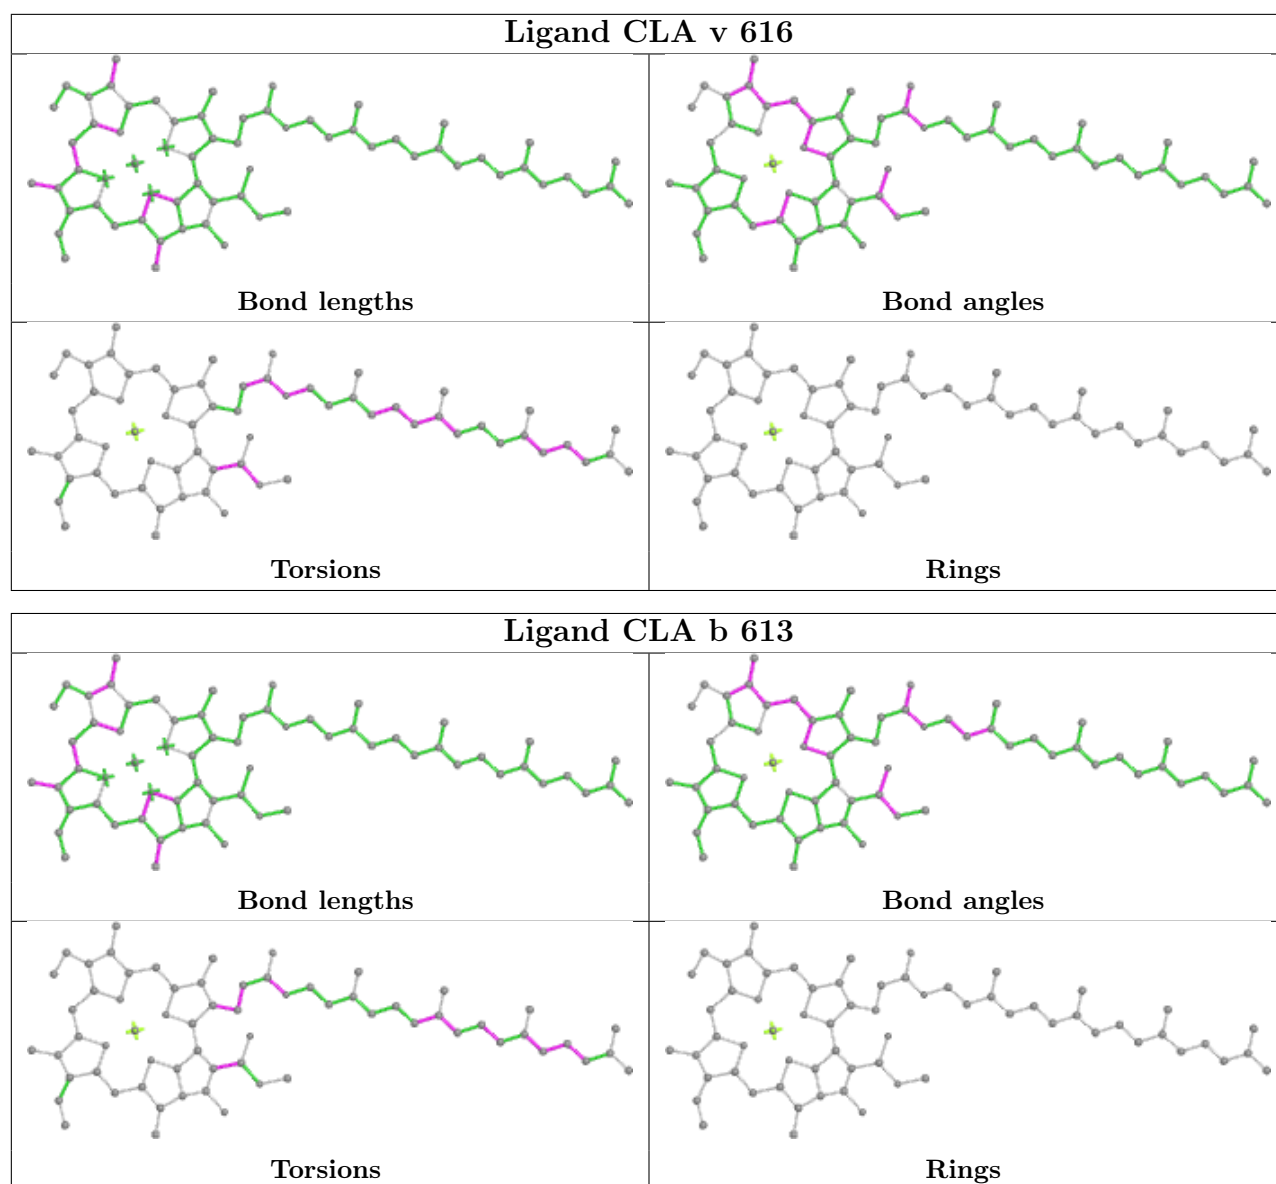 Ligand CLA v 616
Bond lengths
Bond angles
Torsions
Rings
Ligand CLA b 613
Bond lengths
Bond angles
Torsions
Rings